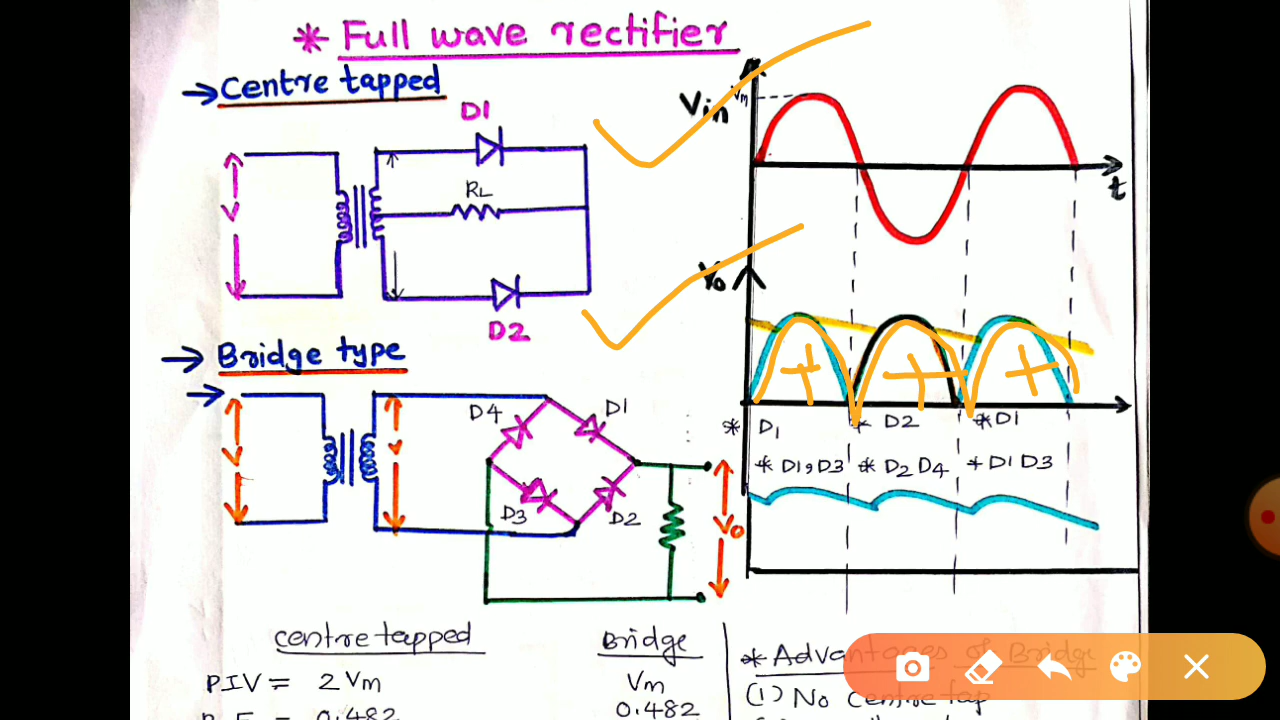 * Full wave rectifier
→ Centre tapped
D1
RL
V
D2
→ Bridge type
→
D4
D1
V
V
D3
D2
Vo
Vin
Vm
t
Vo
+ + +
* D1 * D2 * D1
* D1, D3 * D2 D4 * D1 D3
centre tapped Bridge
PIV = 2 Vm Vm
= 0.482 0.482
* Advantages of Bridge
(1) No centre tap